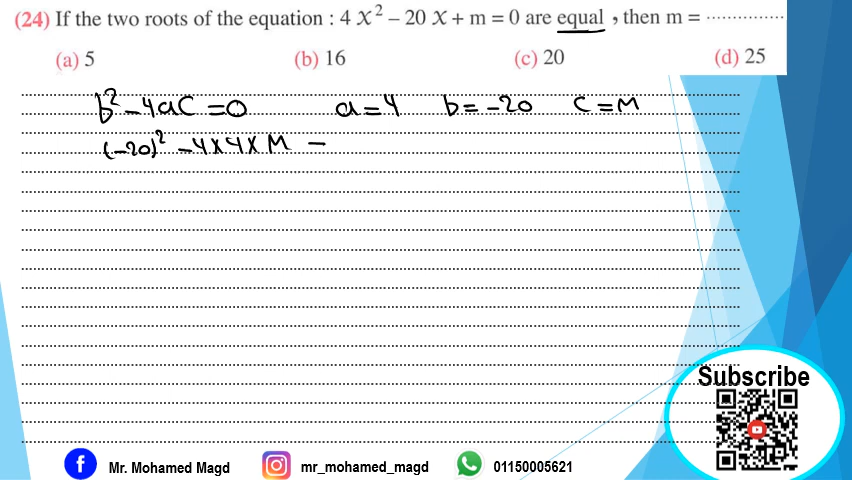 (24) If the two roots of the equation : 4 x² – 20 x + m = 0 are equal , then m = ...............
(a) 5 (b) 16 (c) 20 (d) 25
b² – 4ac = 0 a = 4 b = –20 c = M
(–20)² – 4 × 4 × M =
Subscribe
Mr. Mohamed Magd mr_mohamed_magd 01150005621